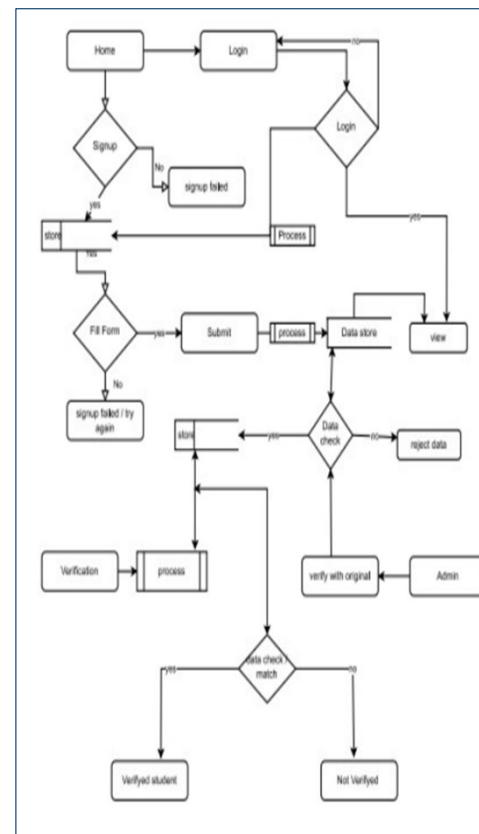 Home
Login
no
Signup
Login
No
signup failed
yes
store
Process
yes
Yes
Fill Form
yes
Submit
process
Data store
view
No
signup failed / try
again
store
yes
Data
check
no
reject data
Verification
process
verify with original
Admin
yes
data check /
match
no
Verifyed student
Not Verifyed